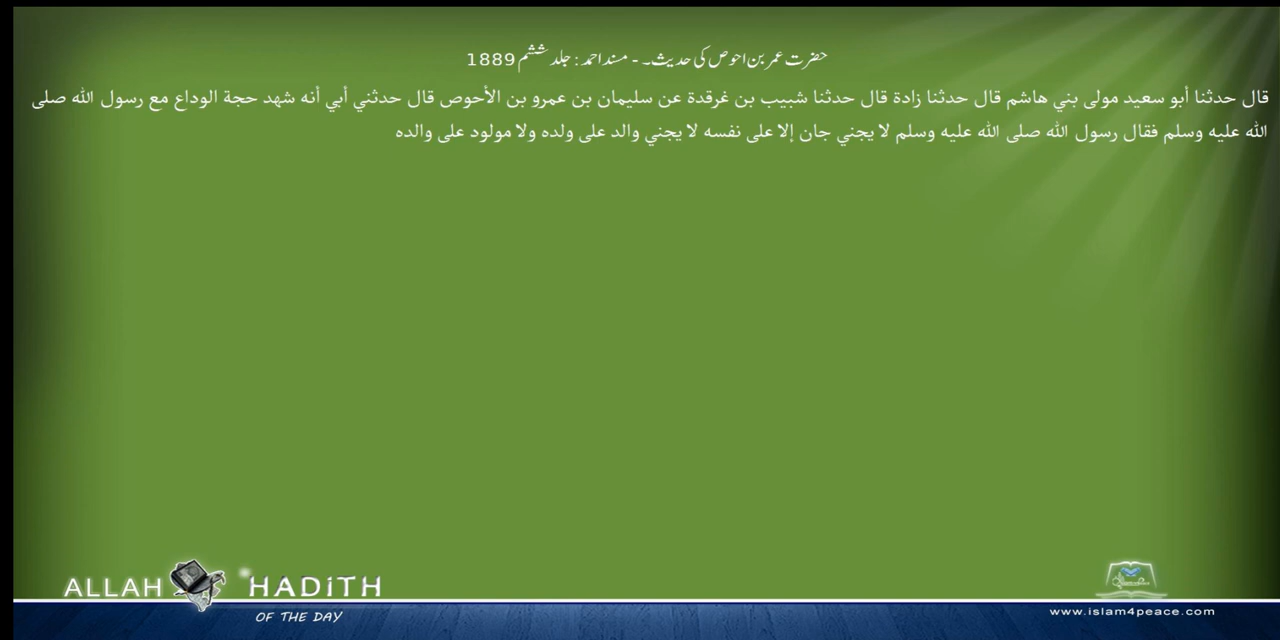 حضرت عمر بن احوص کی حدیث۔ - مسند احمد : جلد ششم 1889
قال حدثنا أبو سعيد مولى بني هاشم قال حدثنا زادة قال حدثنا شبيب بن غرقدة عن سليمان بن عمرو بن الأحوص قال حدثني أبي أنه شهد حجة الوداع مع رسول الله صلى
الله عليه وسلم فقال رسول الله صلى الله عليه وسلم لا يجني جان إلا على نفسه لا يجني والد على ولده ولا مولود على والده
ALLAH HADITH
OF THE DAY
www.islam4peace.com